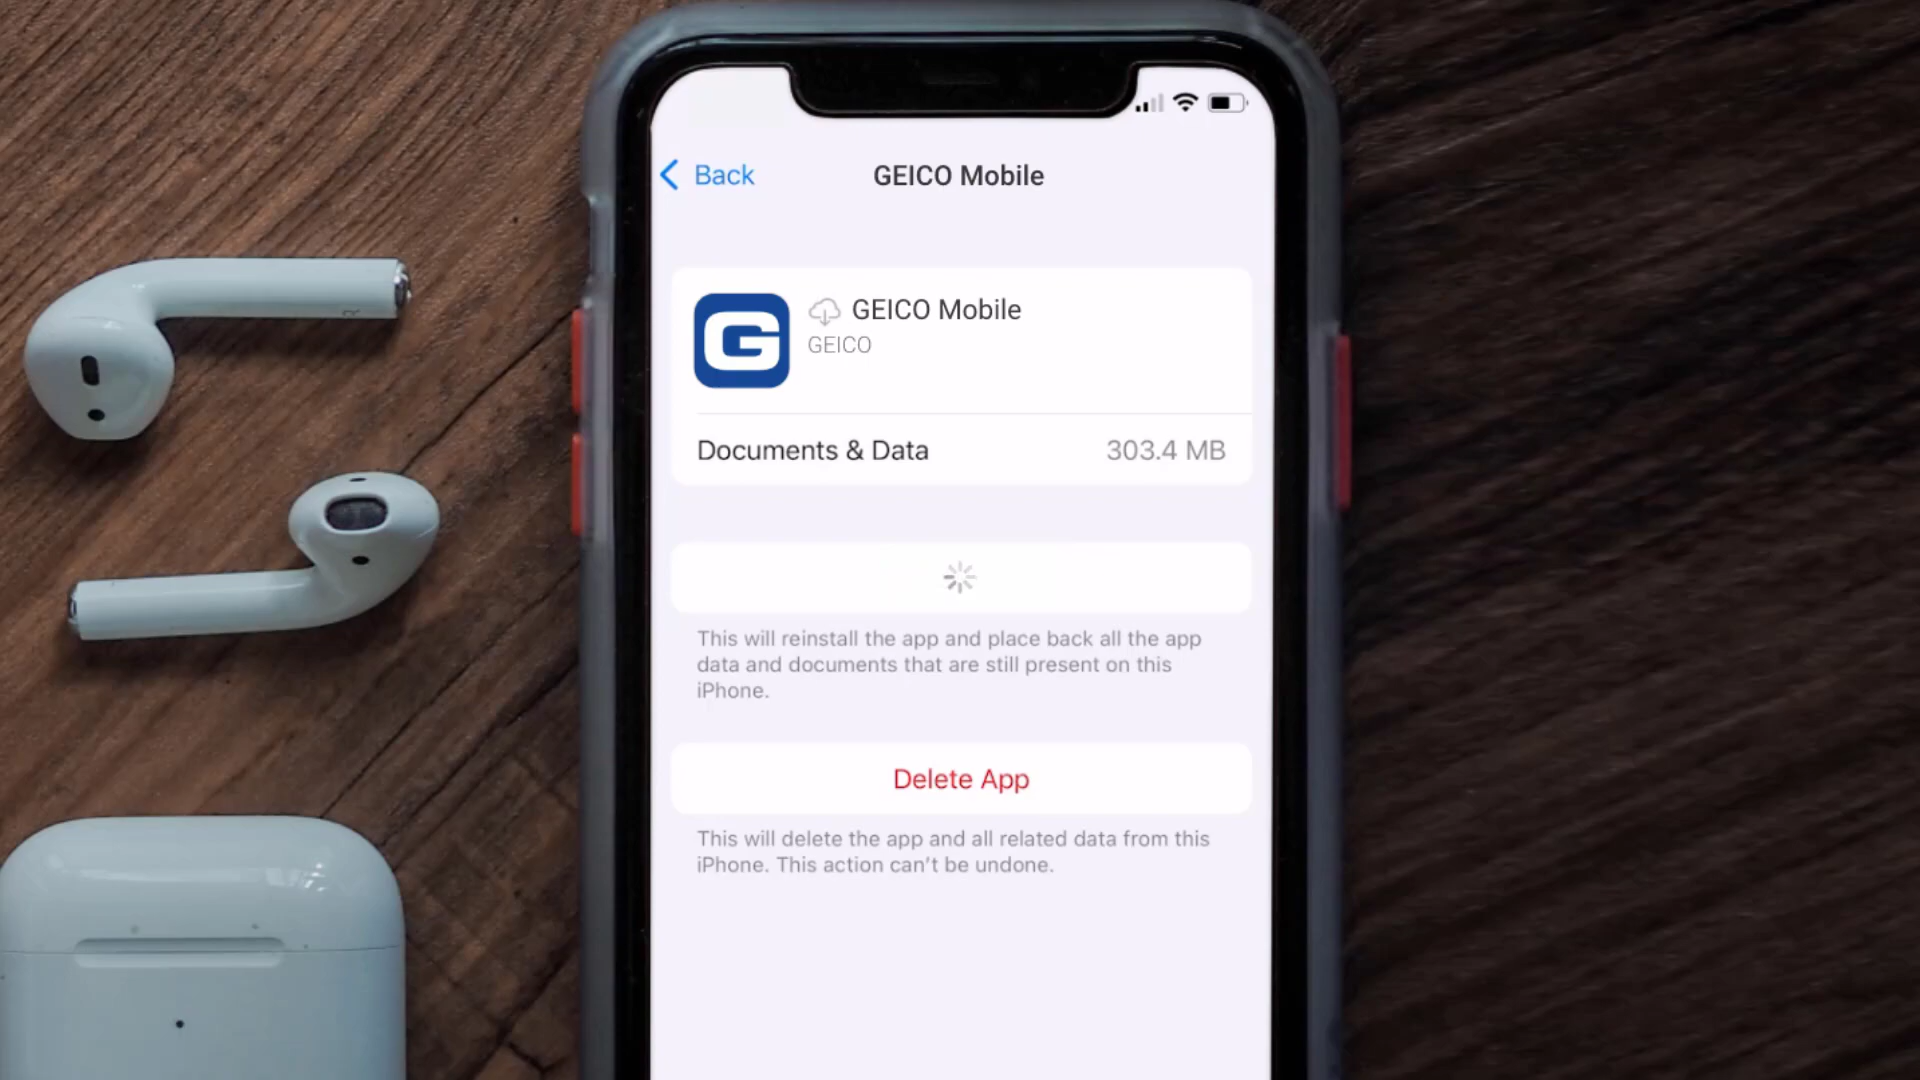 Back
GEICO Mobile
G
GEICO Mobile
GEICO
Documents & Data
303.4 MB
This will reinstall the app and place back all the app
data and documents that are still present on this
iPhone.
Delete App
This will delete the app and all related data from this
iPhone. This action can't be undone.
R